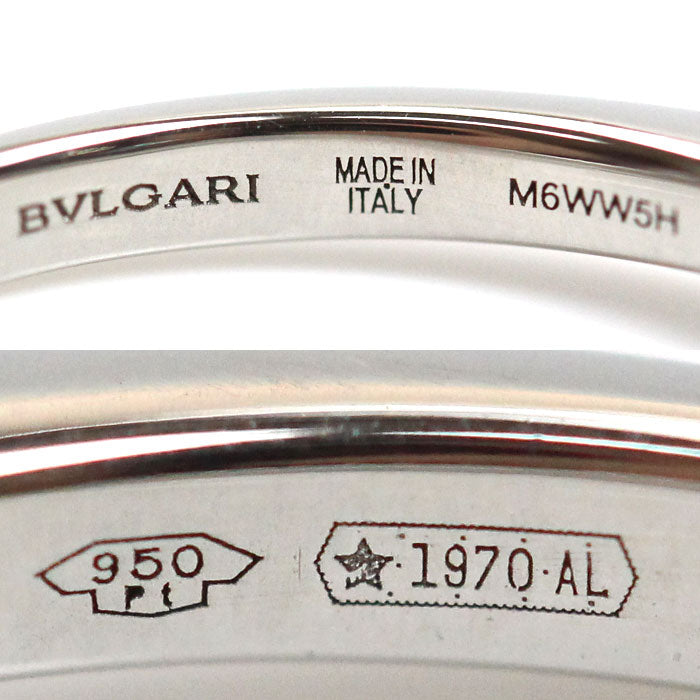 BVLGARI
MADE IN
ITALY
M6WW5H
950
Pt
★·1970·AL